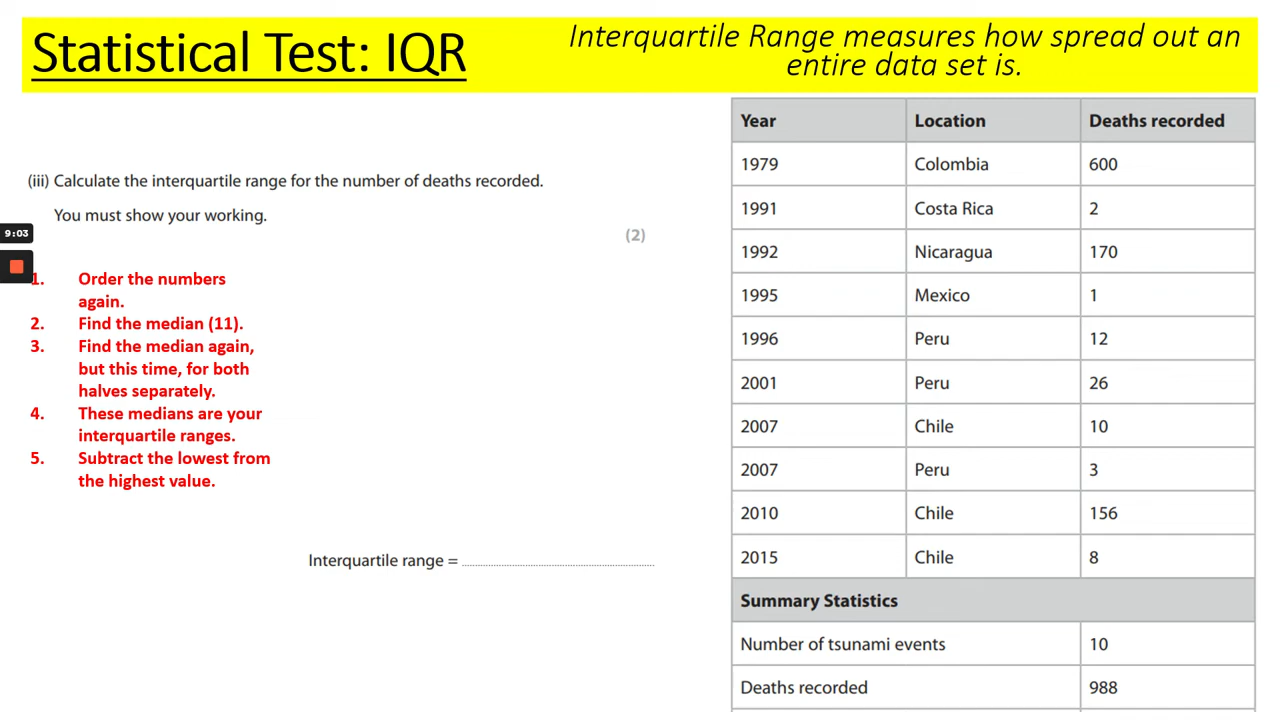 Statistical Test: IQR
Interquartile Range measures how spread out an
entire data set is.
(iii) Calculate the interquartile range for the number of deaths recorded.
You must show your working.
(2)
9:03
1. Order the numbers
again.
2. Find the median (11).
3. Find the median again,
but this time, for both
halves separately.
4. These medians are your
interquartile ranges.
5. Subtract the lowest from
the highest value.
Interquartile range =
Year Location Deaths recorded
1979 Colombia 600
1991 Costa Rica 2
1992 Nicaragua 170
1995 Mexico 1
1996 Peru 12
2001 Peru 26
2007 Chile 10
2007 Peru 3
2010 Chile 156
2015 Chile 8
Summary Statistics
Number of tsunami events 10
Deaths recorded 988